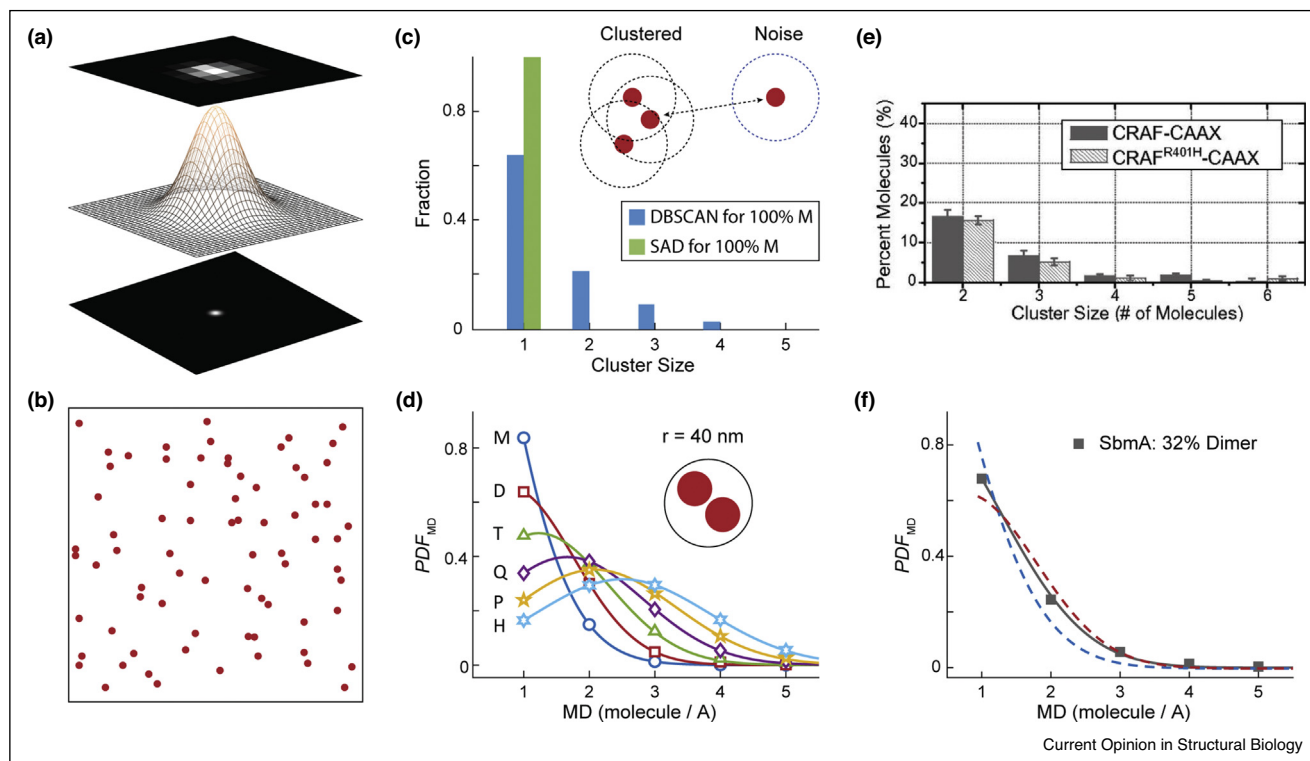 (a)
(b)
(c)
Clustered
Noise
Fraction
0.8
0.4
0
DBSCAN for 100% M
SAD for 100% M
1 2 3 4 5
Cluster Size
(d)
r = 40 nm
PDF_MD
0.8
0.4
0
M
D
T
Q
P
H
1 2 3 4 5
MD (molecule / A)
(e)
Percent Molecules (%)
40
30
20
10
0
CRAF-CAAX
CRAF^R401H-CAAX
2 3 4 5 6
Cluster Size (# of Molecules)
(f)
PDF_MD
0.8
0.4
0
SbmA: 32% Dimer
1 2 3 4 5
MD (molecule / A)
Current Opinion in Structural Biology